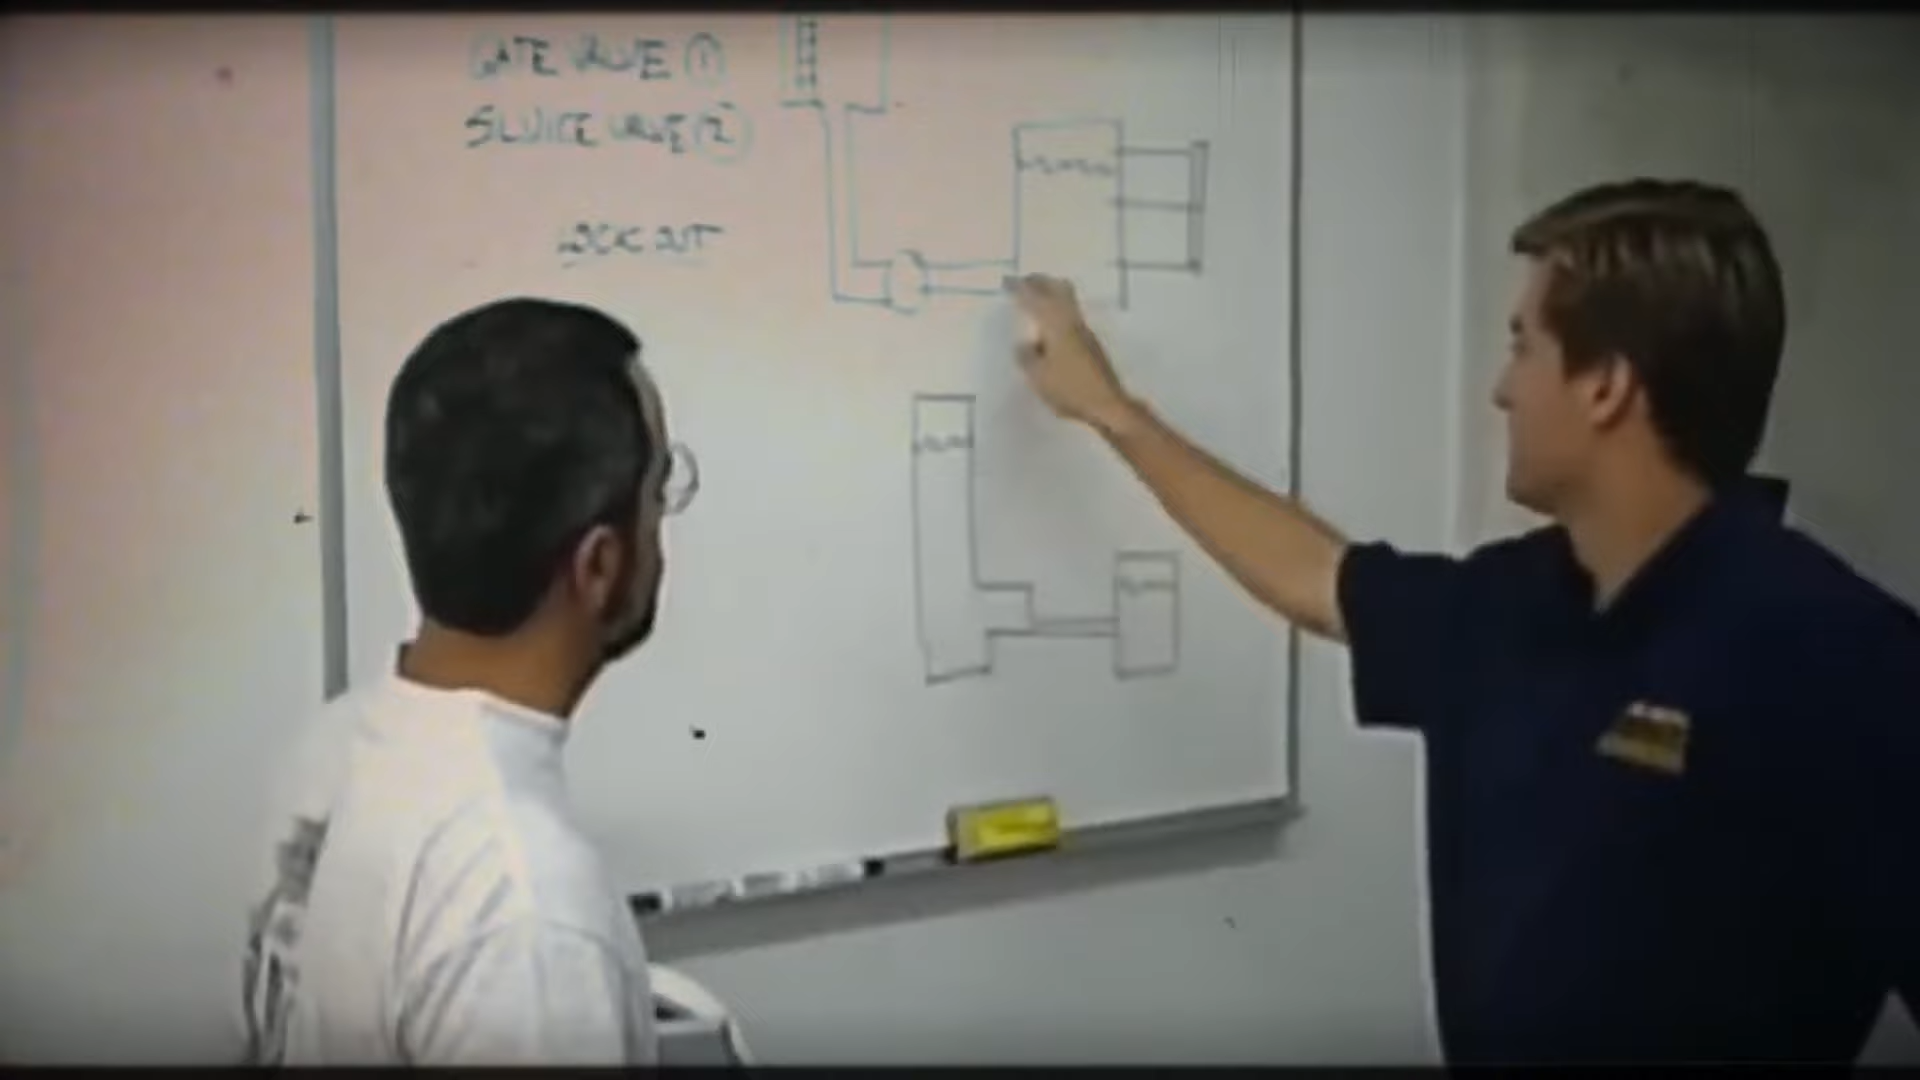 GATE VALVE ①
SLUICE VALVE ②
LOCK OUT